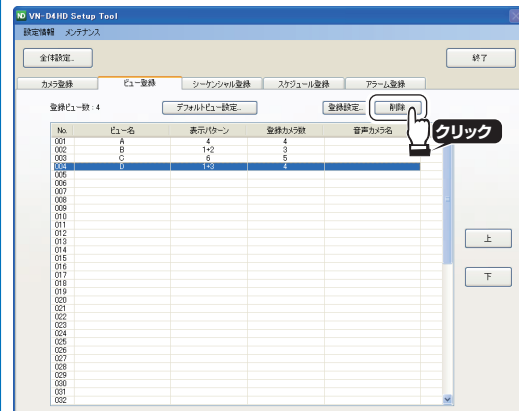 VN-D4HD Setup Tool
設定情報 メンテナンス
全体設定...
終了
カメラ登録 ビュー登録 シーケンシャル登録 スケジュール登録 アラーム登録
登録ビュー数 : 4 デフォルトビュー設定... 登録設定... 削除
クリック
No. ビュー名 表示パターン 登録カメラ数 音声カメラ名
001 A 4 4
002 B 1+2 3
003 C 6 5
004 D 1+3 4
005
006
007
008
009
010
011
012
013
014
015
016
017
018
019
020
021
022
023
024
025
026
027
028
029
030
031
032
上
下